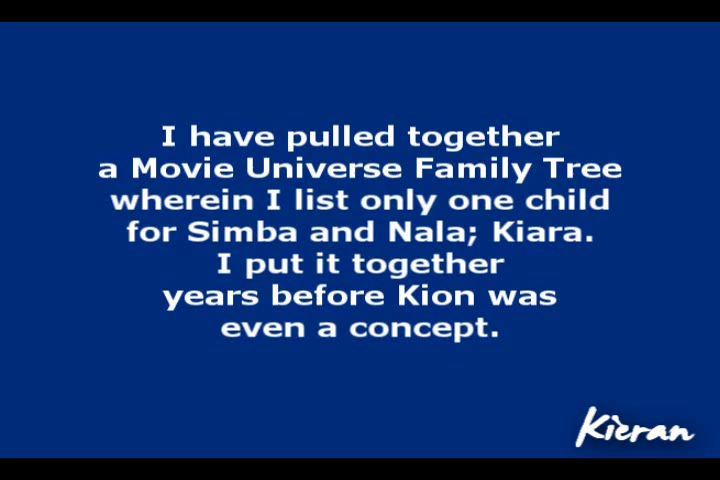 I have pulled together
a Movie Universe Family Tree
wherein I list only one child
for Simba and Nala; Kiara.
I put it together
years before Kion was
even a concept.
Kieran